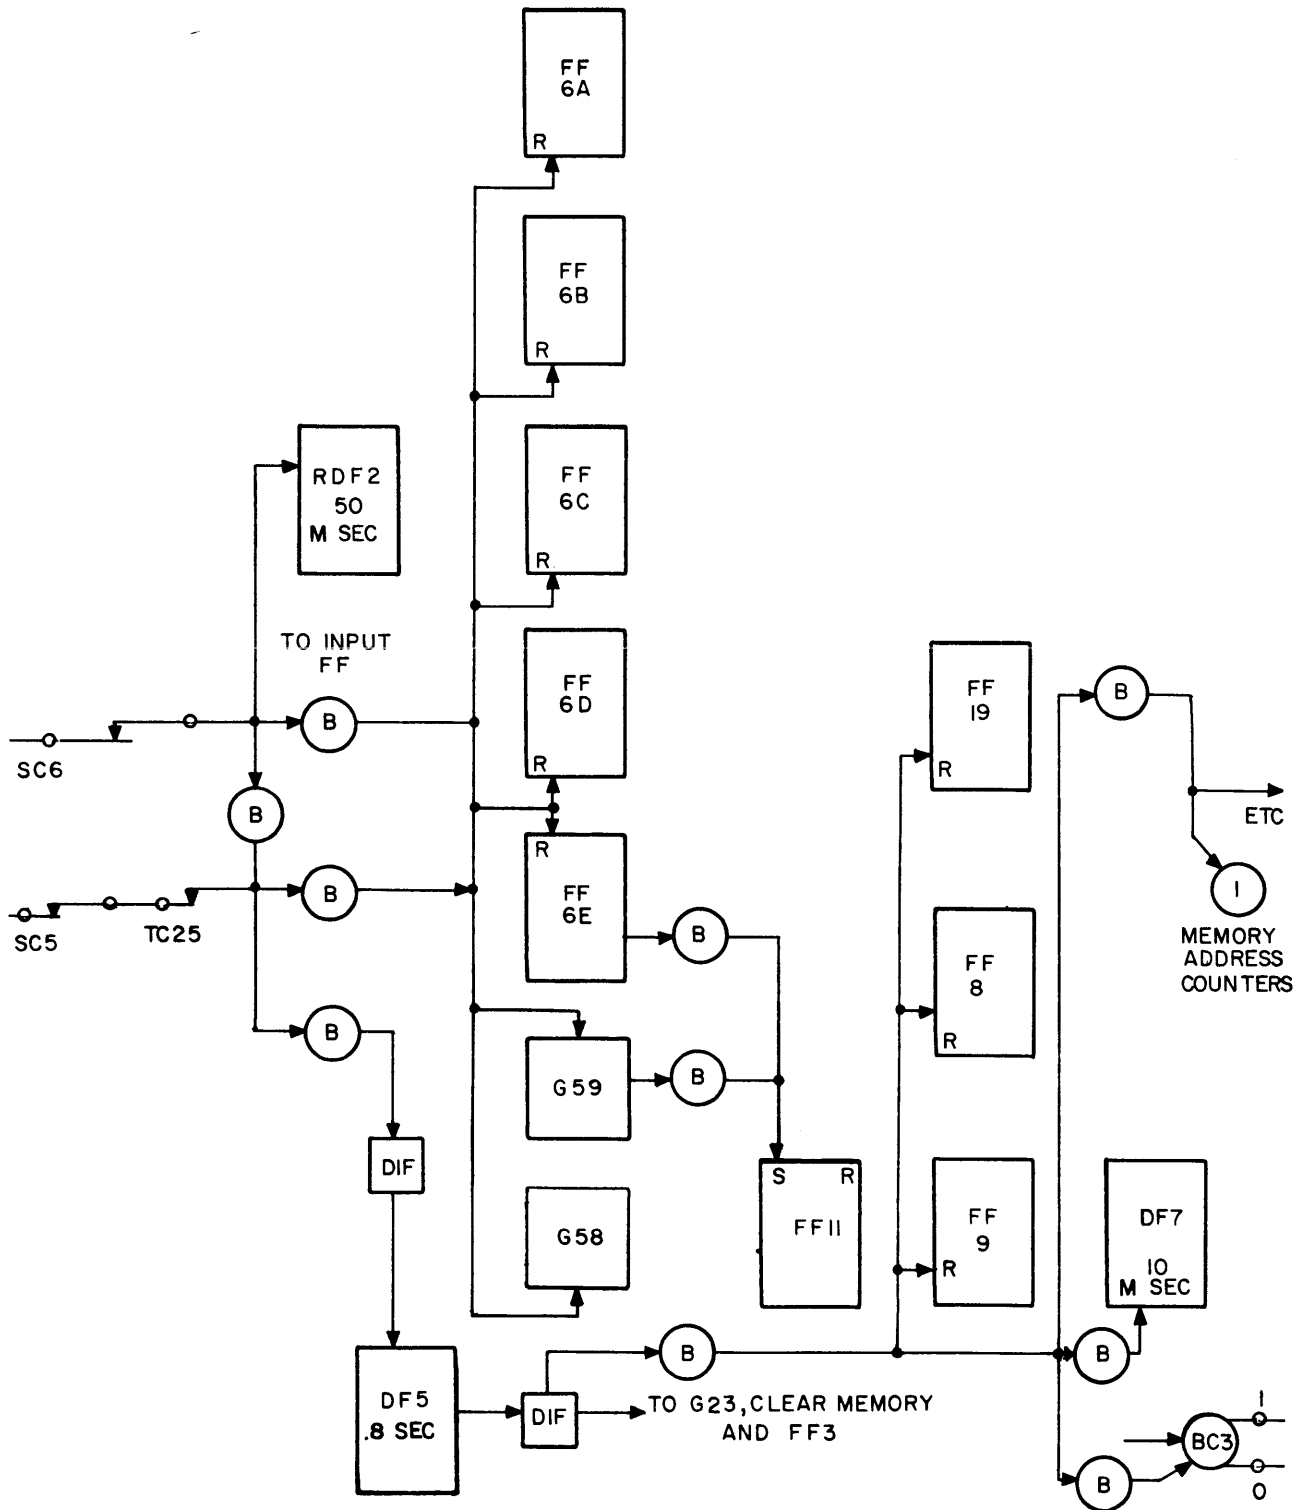 FF
6A
R
FF
6B
R
RDF2
50
M SEC
FF
6C
R
TO INPUT
FF
FF
6D
R
B
SC6
B
R
FF
6E
B
SC5
TC25
B
B
FF
19
R
B
ETC
1
MEMORY
ADDRESS
COUNTERS
FF
8
R
G59
B
DIF
G58
S R
FF11
FF
9
R
DF7
10
M SEC
DF5
.8 SEC
DIF
B
B
TO G23, CLEAR MEMORY
AND FF3
B
BC3
1
0